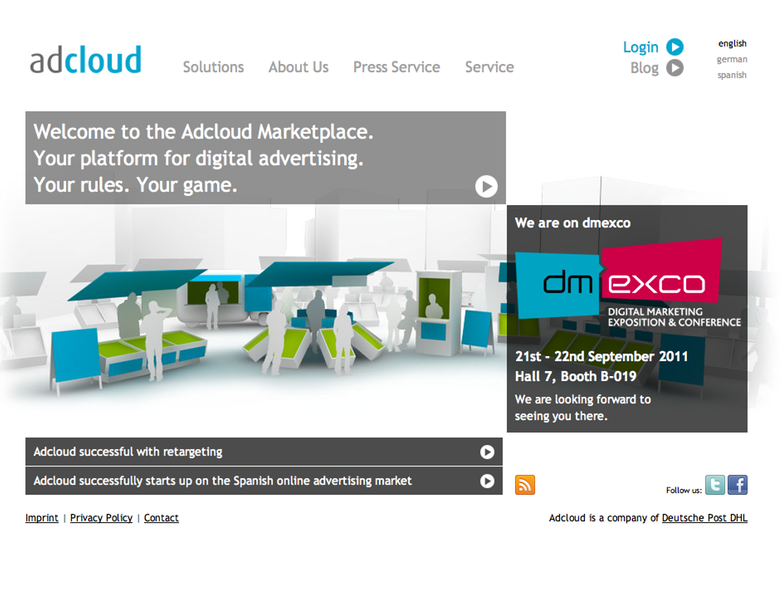 adcloud
Solutions
About Us
Press Service
Service
Login
Blog
english
german
spanish
Welcome to the Adcloud Marketplace.
Your platform for digital advertising.
Your rules. Your game.
We are on dmexco
dmexco
DIGITAL MARKETING
EXPOSITION & CONFERENCE
21st - 22nd September 2011
Hall 7, Booth B-019
We are looking forward to
seeing you there.
Adcloud successful with retargeting
Adcloud successfully starts up on the Spanish online advertising market
Follow us:
t
f
Imprint | Privacy Policy | Contact
Adcloud is a company of Deutsche Post DHL